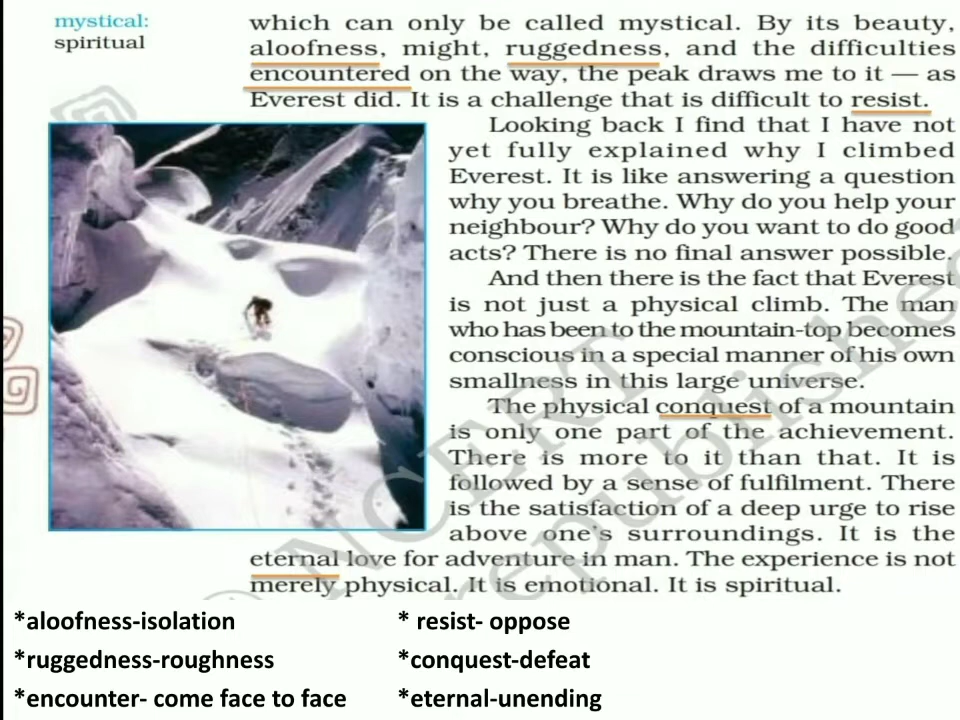 mystical:
spiritual
which can only be called mystical. By its beauty,
aloofness, might, ruggedness, and the difficulties
encountered on the way, the peak draws me to it — as
Everest did. It is a challenge that is difficult to resist.
Looking back I find that I have not
yet fully explained why I climbed
Everest. It is like answering a question
why you breathe. Why do you help your
neighbour? Why do you want to do good
acts? There is no final answer possible.
And then there is the fact that Everest
is not just a physical climb. The man
who has been to the mountain-top becomes
conscious in a special manner of his own
smallness in this large universe.
The physical conquest of a mountain
is only one part of the achievement.
There is more to it than that. It is
followed by a sense of fulfilment. There
is the satisfaction of a deep urge to rise
above one's surroundings. It is the
eternal love for adventure in man. The experience is not
merely physical. It is emotional. It is spiritual.
© NCERT
republished
*aloofness-isolation
*ruggedness-roughness
*encounter- come face to face
* resist- oppose
*conquest-defeat
*eternal-unending